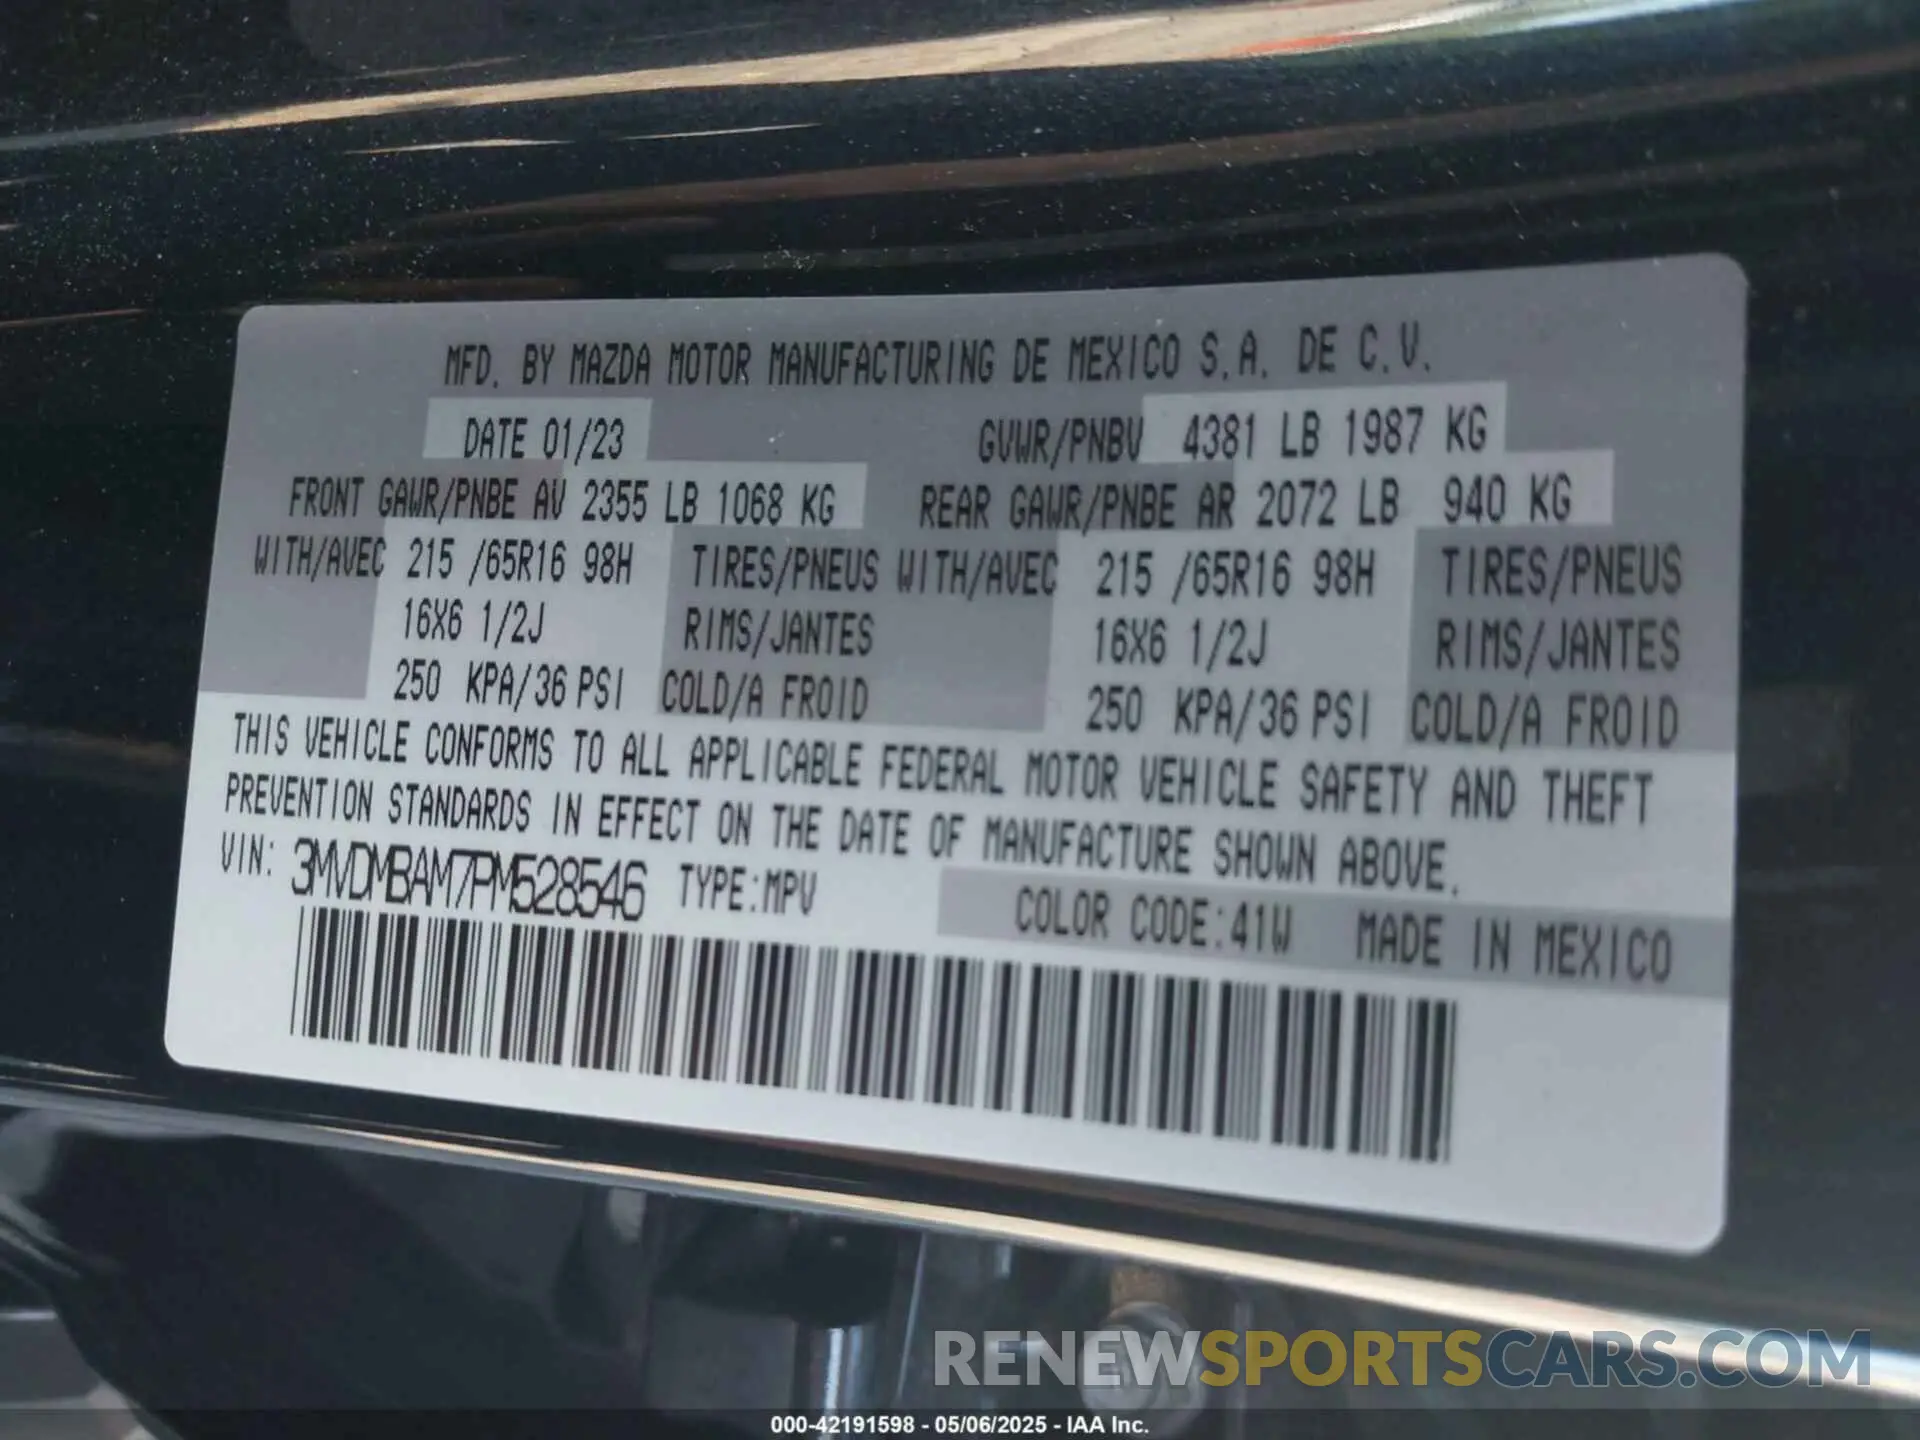 MFD. BY MAZDA MOTOR MANUFACTURING DE MEXICO S.A. DE C.V.
DATE 01/23 GVWR/PNBV 4381 LB 1987 KG
FRONT GAWR/PNBE AV 2355 LB 1068 KG REAR GAWR/PNBE AR 2072 LB 940 KG
WITH/AVEC 215 /65R16 98H TIRES/PNEUS WITH/AVEC 215 /65R16 98H TIRES/PNEUS
16X6 1/2J RIMS/JANTES 16X6 1/2J RIMS/JANTES
250 KPA/36 PSI COLD/A FROID 250 KPA/36 PSI COLD/A FROID
THIS VEHICLE CONFORMS TO ALL APPLICABLE FEDERAL MOTOR VEHICLE SAFETY AND THEFT
PREVENTION STANDARDS IN EFFECT ON THE DATE OF MANUFACTURE SHOWN ABOVE.
VIN: 3MVDMBAM7PM528546 TYPE:MPV COLOR CODE:41W MADE IN MEXICO
RENEWSPORTSCARS.COM
000-42191598 - 05/06/2025 - IAA Inc.